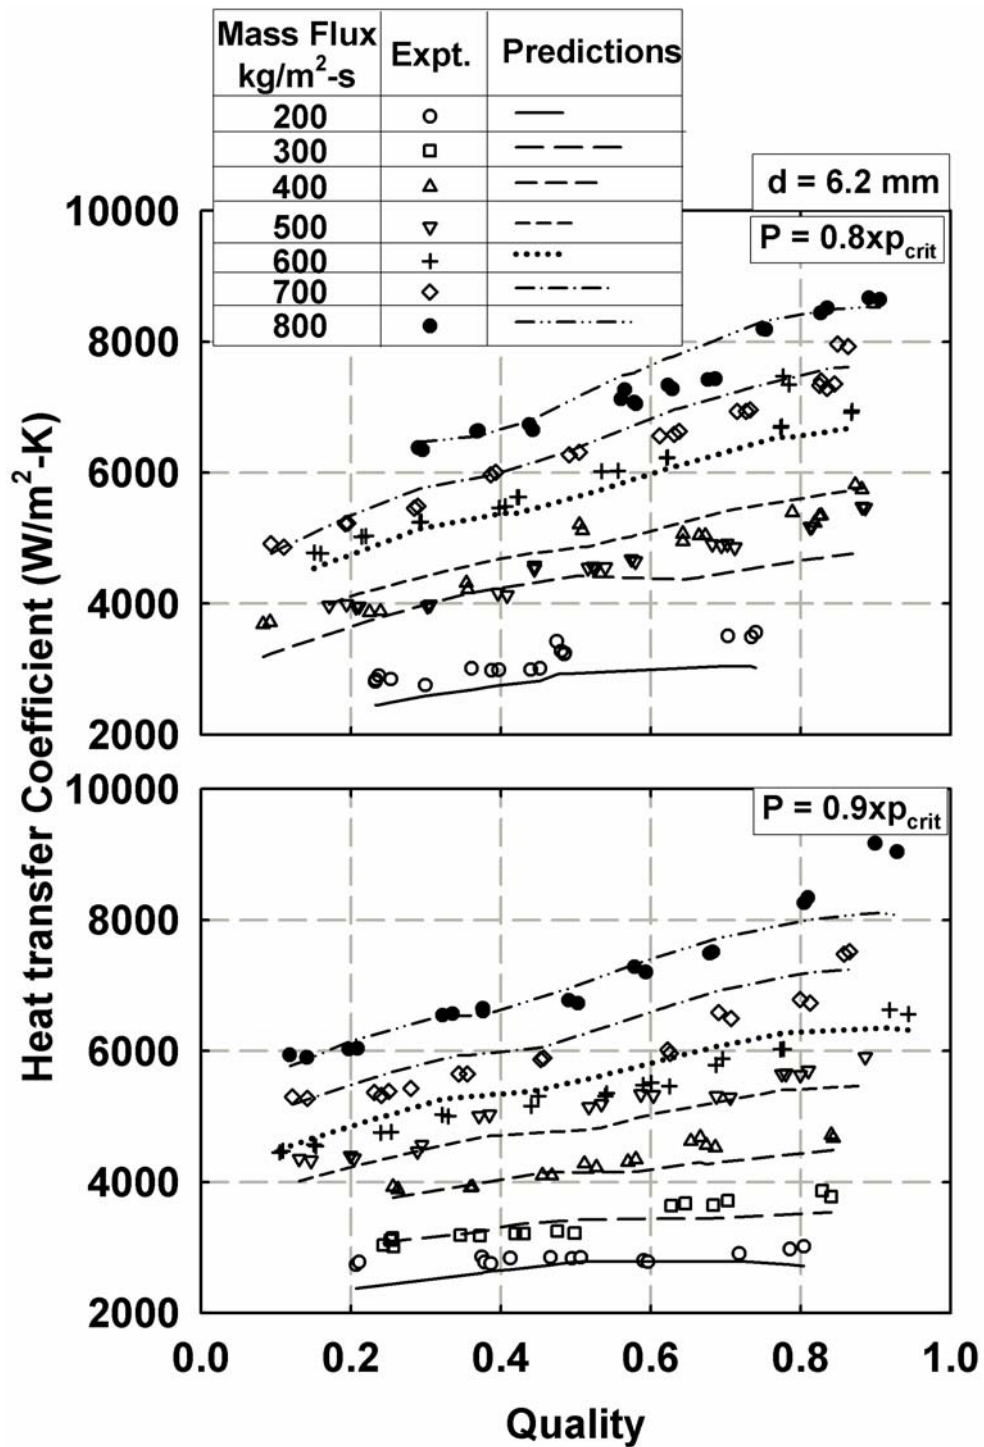 Mass Flux kg/m²-s Expt. Predictions
200
300
400
500
600
700
800
d = 6.2 mm
P = 0.8xp_crit
10000
8000
6000
4000
2000
P = 0.9xp_crit
10000
8000
6000
4000
2000
0.0 0.2 0.4 0.6 0.8 1.0
Quality
Heat transfer Coefficient (W/m²-K)